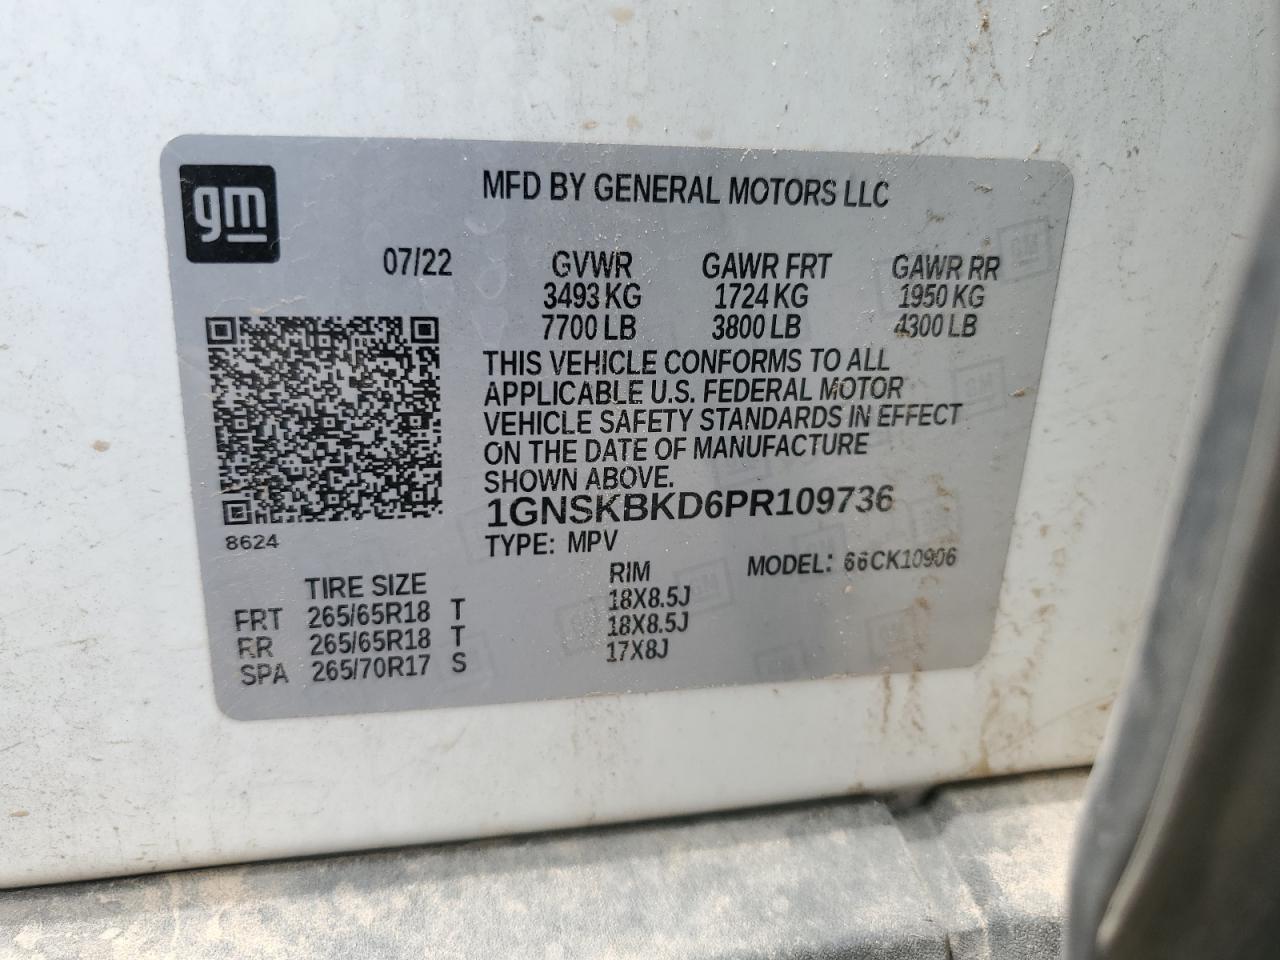 gm
MFD BY GENERAL MOTORS LLC
07/22 GVWR GAWR FRT GAWR RR
3493 KG 1724 KG 1950 KG
7700 LB 3800 LB 4300 LB
THIS VEHICLE CONFORMS TO ALL
APPLICABLE U.S. FEDERAL MOTOR
VEHICLE SAFETY STANDARDS IN EFFECT
ON THE DATE OF MANUFACTURE
SHOWN ABOVE.
1GNSKBKD6PR109736
8624
TYPE: MPV MODEL: 66CK10906
TIRE SIZE RIM
FRT 265/65R18 T 18X8.5J
RR 265/65R18 T 18X8.5J
SPA 265/70R17 S 17X8J